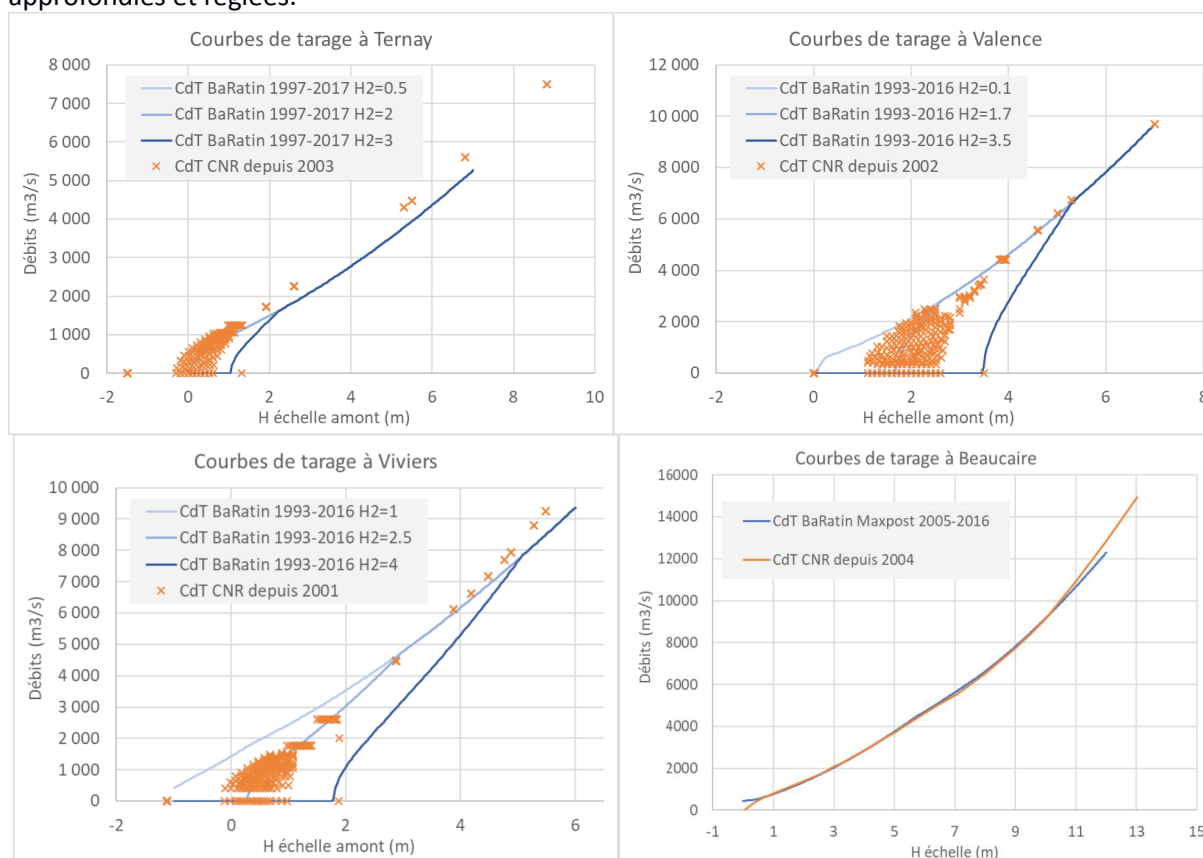 approfondies et réglées.
Courbes de tarage à Ternay
8 000
7 000
6 000
5 000
4 000
3 000
2 000
1 000
0
-2
0
2
4
6
8
10
Débits (m3/s)
H échelle amont (m)
CdT BaRatin 1997-2017 H2=0.5
CdT BaRatin 1997-2017 H2=2
CdT BaRatin 1997-2017 H2=3
CdT CNR depuis 2003
Courbes de tarage à Valence
12 000
10 000
8 000
6 000
4 000
2 000
0
-2
0
2
4
6
8
Débits (m3/s)
H échelle amont (m)
CdT BaRatin 1993-2016 H2=0.1
CdT BaRatin 1993-2016 H2=1.7
CdT BaRatin 1993-2016 H2=3.5
CdT CNR depuis 2002
Courbes de tarage à Viviers
10 000
9 000
8 000
7 000
6 000
5 000
4 000
3 000
2 000
1 000
0
-2
0
2
4
6
Débits (m3/s)
H échelle amont (m)
CdT BaRatin 1993-2016 H2=1
CdT BaRatin 1993-2016 H2=2.5
CdT BaRatin 1993-2016 H2=4
CdT CNR depuis 2001
Courbes de tarage à Beaucaire
16000
14000
12000
10000
8000
6000
4000
2000
0
-1
1
3
5
7
9
11
13
15
Débits (m3/s)
H échelle (m)
CdT BaRatin Maxpost 2005-2016
CdT CNR depuis 2004